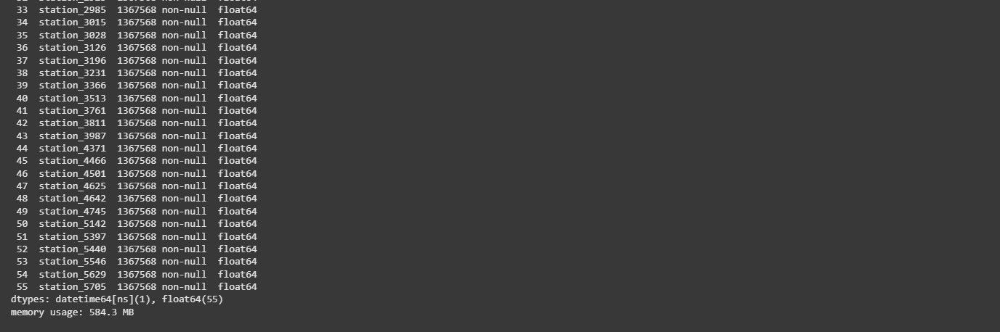 33  station_2985  1367568 non-null  float64
34  station_3015  1367568 non-null  float64
35  station_3028  1367568 non-null  float64
36  station_3126  1367568 non-null  float64
37  station_3196  1367568 non-null  float64
38  station_3231  1367568 non-null  float64
39  station_3366  1367568 non-null  float64
40  station_3513  1367568 non-null  float64
41  station_3761  1367568 non-null  float64
42  station_3811  1367568 non-null  float64
43  station_3987  1367568 non-null  float64
44  station_4371  1367568 non-null  float64
45  station_4466  1367568 non-null  float64
46  station_4501  1367568 non-null  float64
47  station_4625  1367568 non-null  float64
48  station_4642  1367568 non-null  float64
49  station_4745  1367568 non-null  float64
50  station_5142  1367568 non-null  float64
51  station_5397  1367568 non-null  float64
52  station_5440  1367568 non-null  float64
53  station_5546  1367568 non-null  float64
54  station_5629  1367568 non-null  float64
55  station_5705  1367568 non-null  float64
dtypes: datetime64[ns](1), float64(55)
memory usage: 584.3 MB